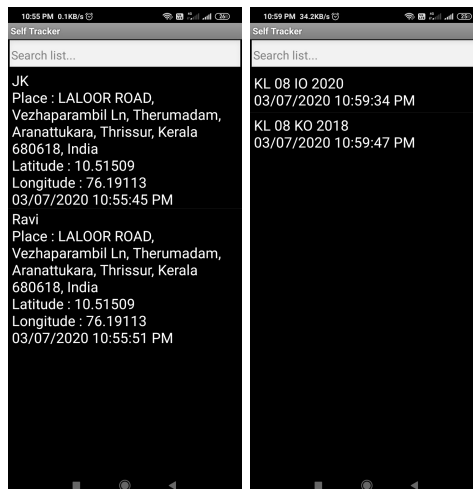 10:55 PM 0.1KB/s
Self Tracker
Search list...
JK
Place : LALOOR ROAD,
Vezhaparambil Ln, Therumadam,
Aranattukara, Thrissur, Kerala
680618, India
Latitude : 10.51509
Longitude : 76.19113
03/07/2020 10:55:45 PM
Ravi
Place : LALOOR ROAD,
Vezhaparambil Ln, Therumadam,
Aranattukara, Thrissur, Kerala
680618, India
Latitude : 10.51509
Longitude : 76.19113
03/07/2020 10:55:51 PM
10:59 PM 34.2KB/s
Self Tracker
Search list...
KL 08 IO 2020
03/07/2020 10:59:34 PM
KL 08 KO 2018
03/07/2020 10:59:47 PM